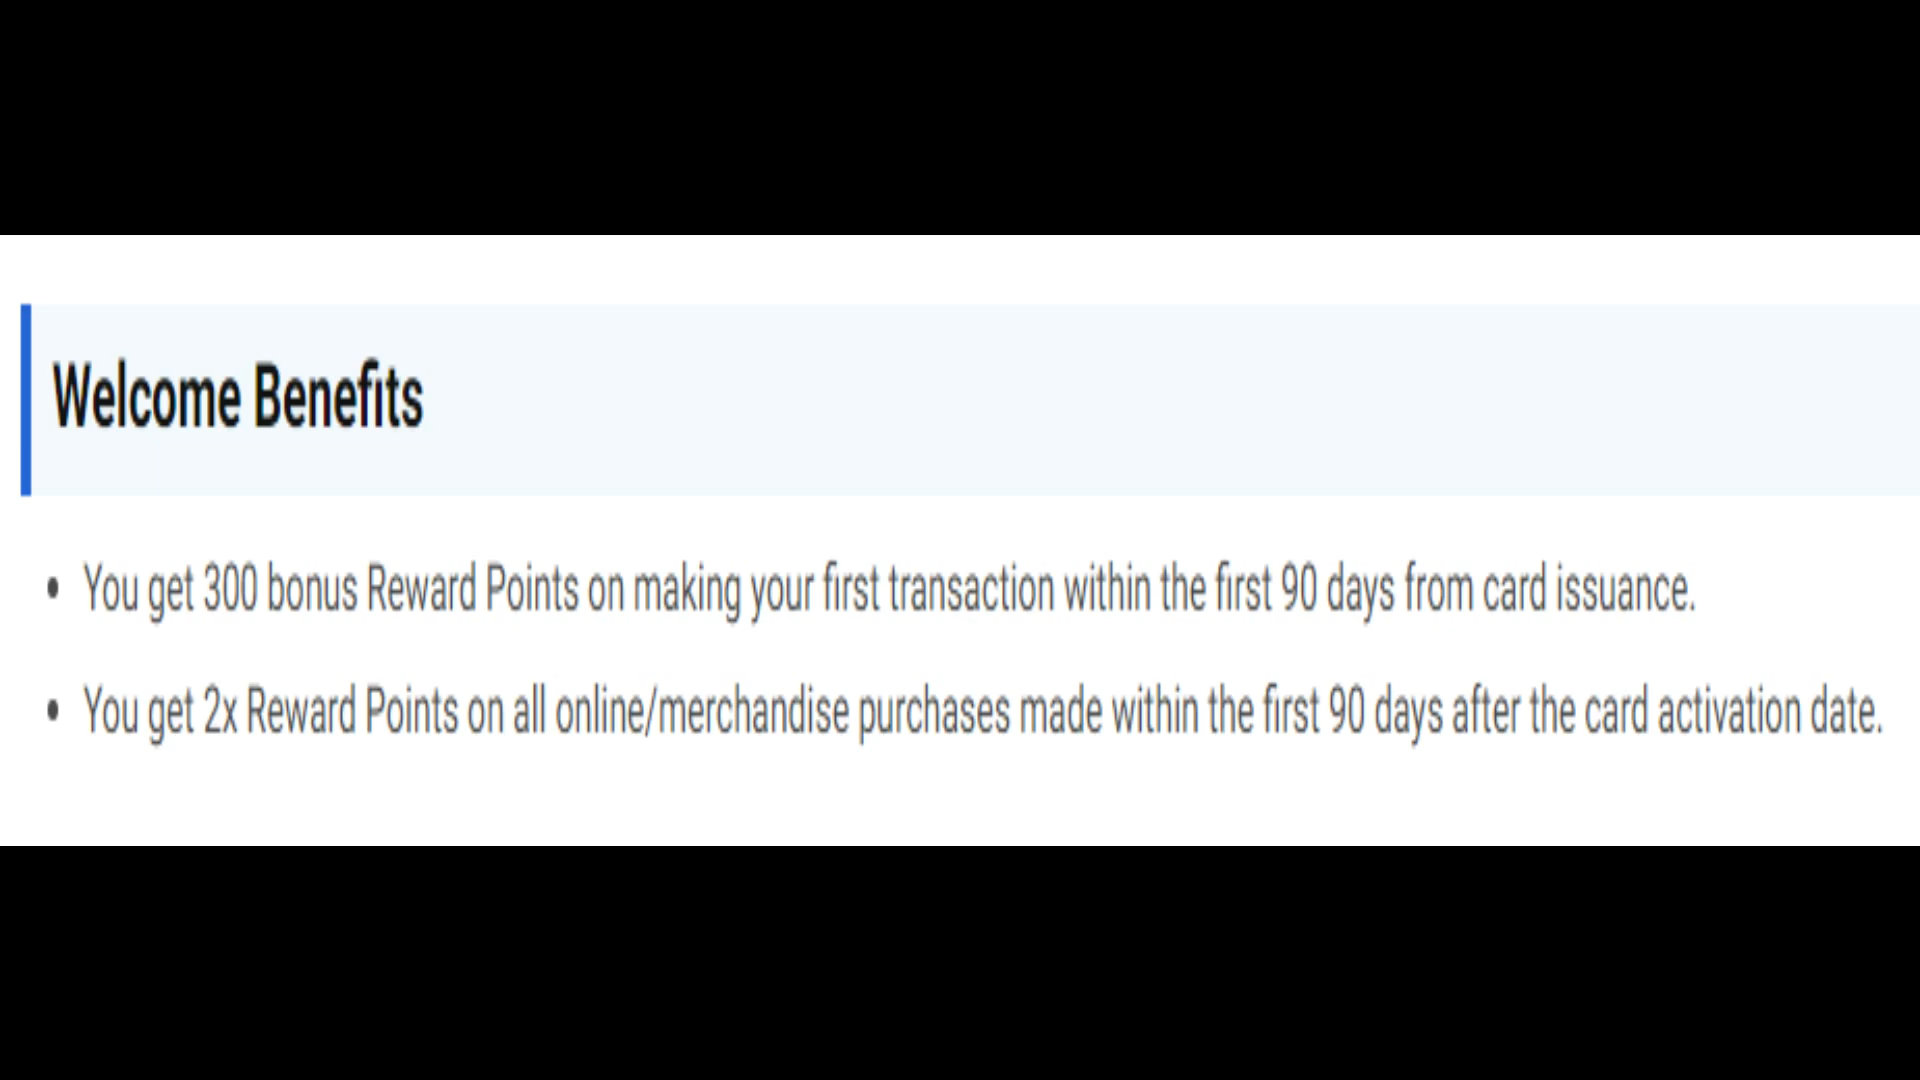 Welcome Benefits
• You get 300 bonus Reward Points on making your first transaction within the first 90 days from card issuance.
• You get 2x Reward Points on all online/merchandise purchases made within the first 90 days after the card activation date.